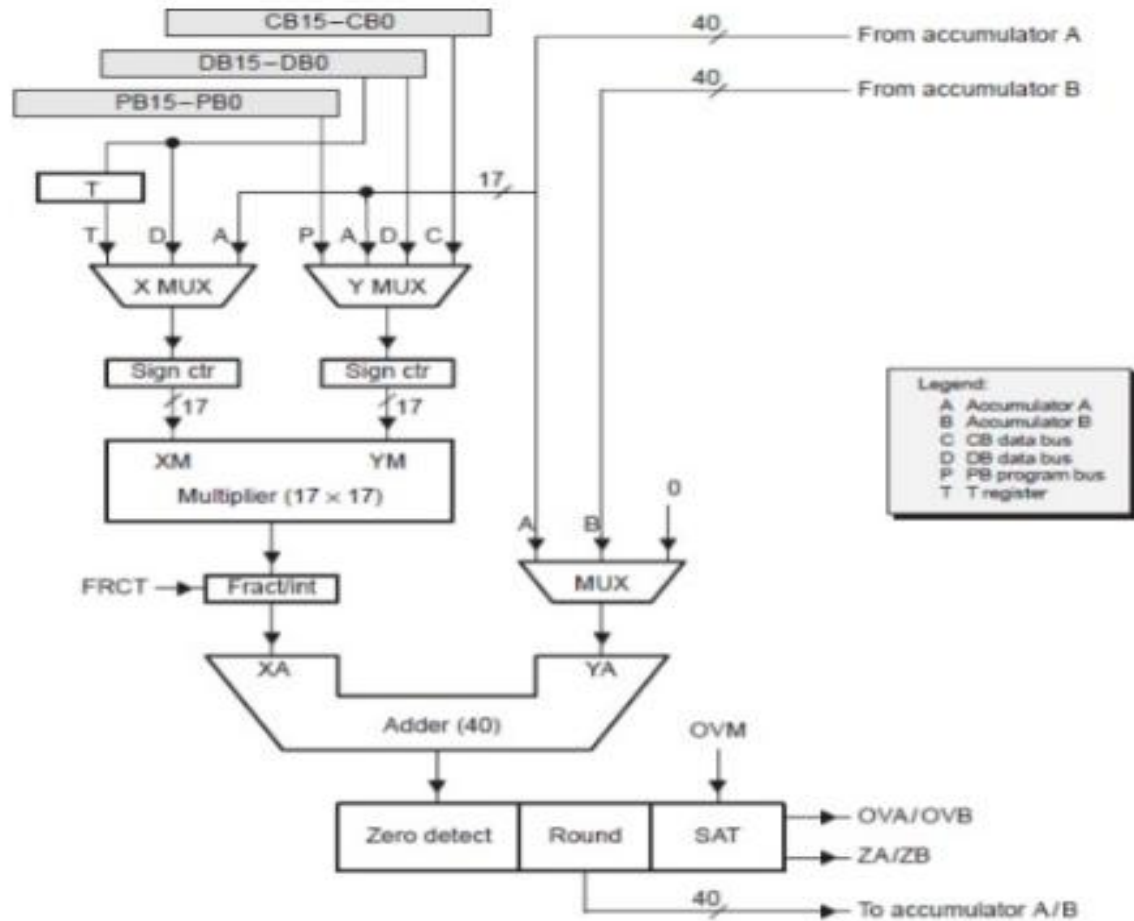 CB15–CB0
DB15–DB0
PB15–PB0
40
From accumulator A
40
From accumulator B
17
T
T D A P A D C
X MUX Y MUX
Sign ctr Sign ctr
17 17
XM YM
Multiplier (17 × 17)
Legend:
A Accumulator A
B Accumulator B
C CB data bus
D DB data bus
P PB program bus
T T register
0
A B
MUX
FRCT Fract/int
XA YA
Adder (40)
OVM
Zero detect Round SAT
OVA/OVB
ZA/ZB
40
To accumulator A/B